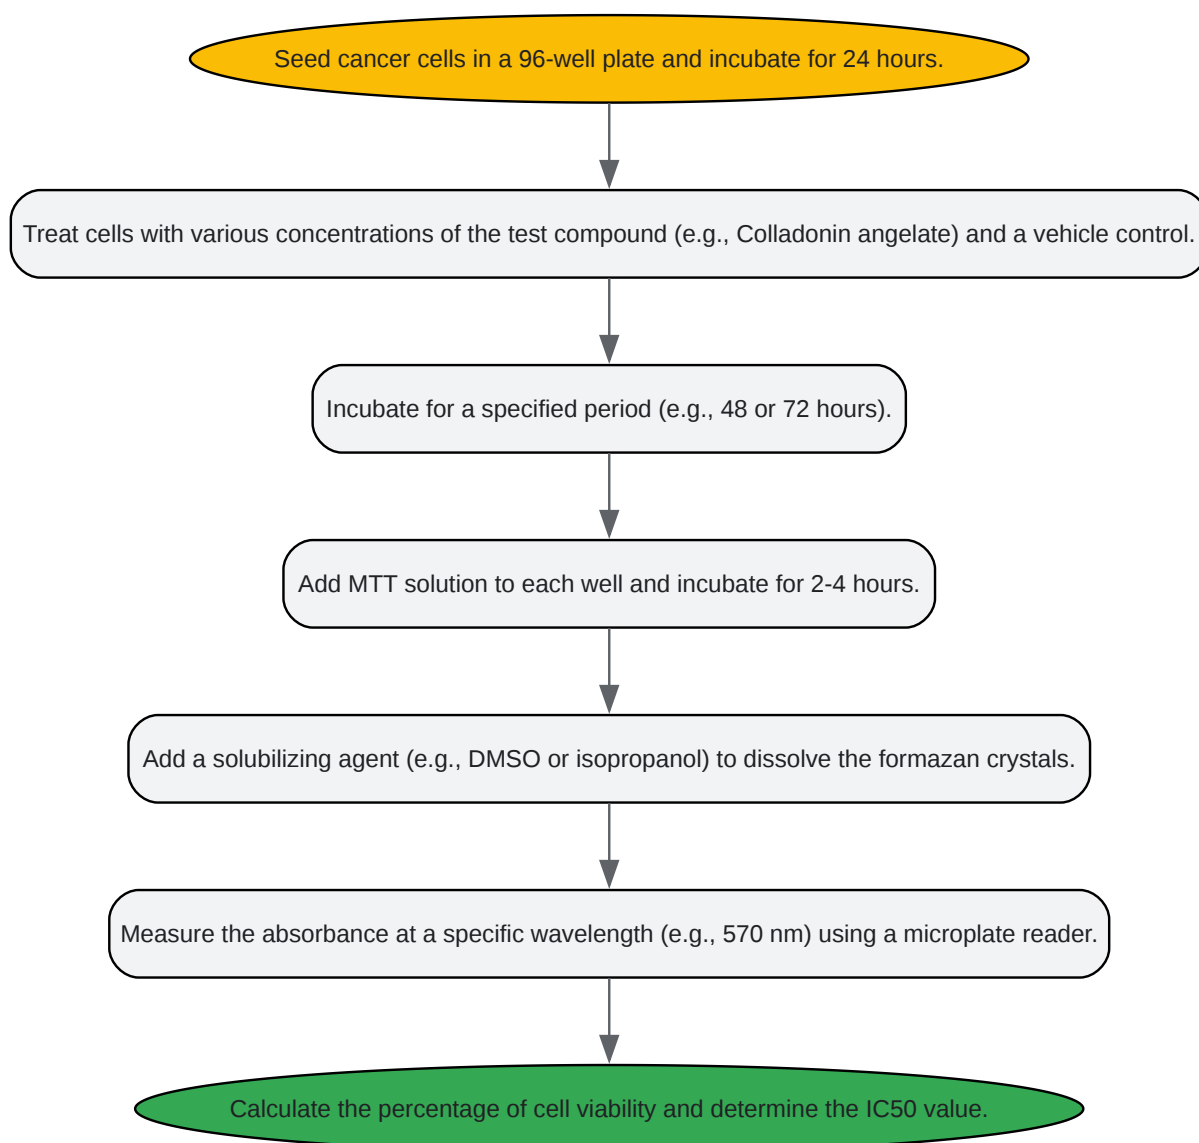 Seed cancer cells in a 96-well plate and incubate for 24 hours.
Treat cells with various concentrations of the test compound (e.g., Colladonin angelate) and a vehicle control.
Incubate for a specified period (e.g., 48 or 72 hours).
Add MTT solution to each well and incubate for 2-4 hours.
Add a solubilizing agent (e.g., DMSO or isopropanol) to dissolve the formazan crystals.
Measure the absorbance at a specific wavelength (e.g., 570 nm) using a microplate reader.
Calculate the percentage of cell viability and determine the IC50 value.